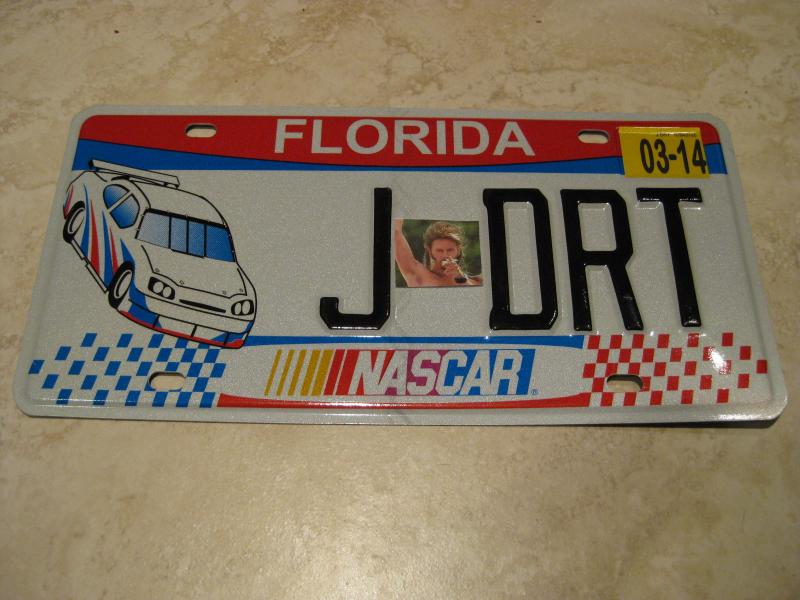 FLORIDA
03-14
J DRT
NASCAR